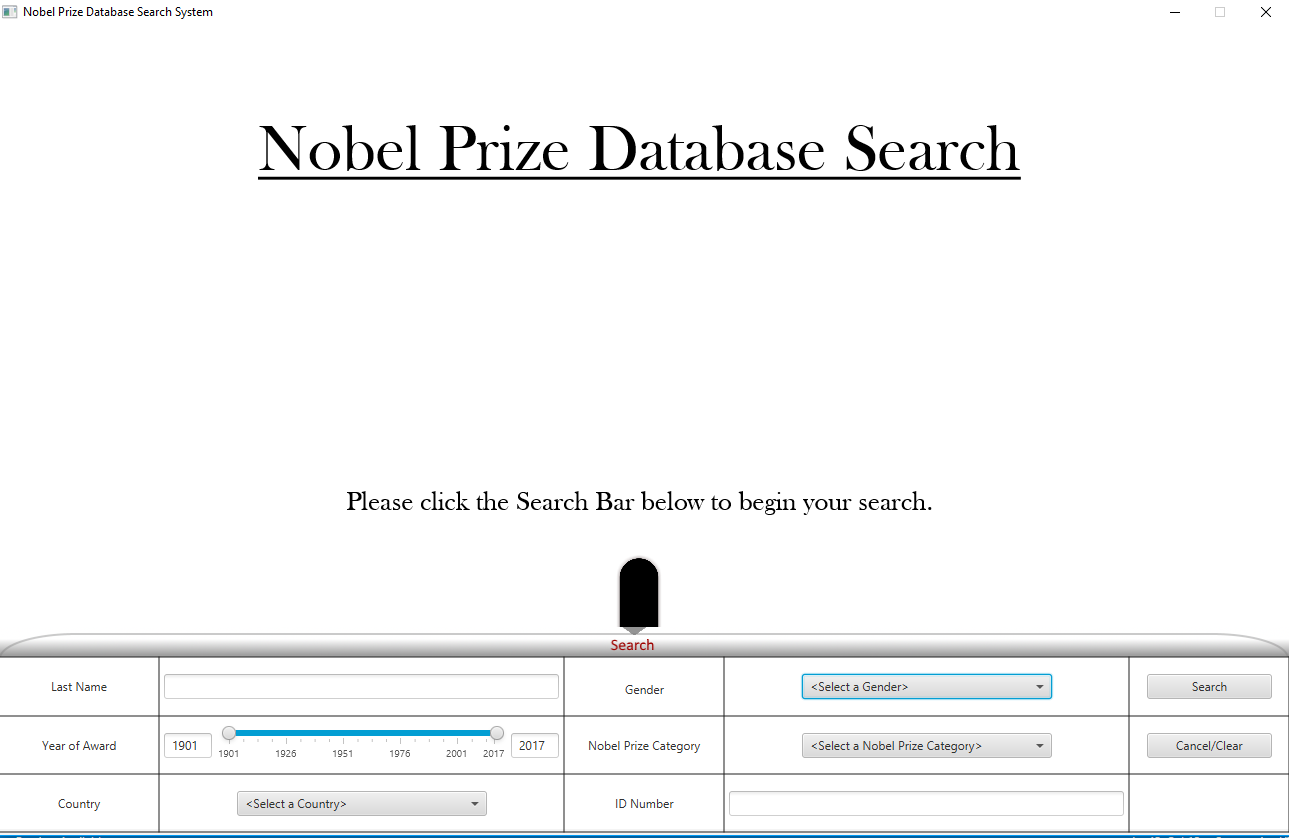 Nobel Prize Database Search System
Nobel Prize Database Search
Please click the Search Bar below to begin your search.
Search
Last Name
Gender
<Select a Gender>
Search
Year of Award
1901
1901 1926 1951 1976 2001 2017
2017
Nobel Prize Category
<Select a Nobel Prize Category>
Cancel/Clear
Country
<Select a Country>
ID Number